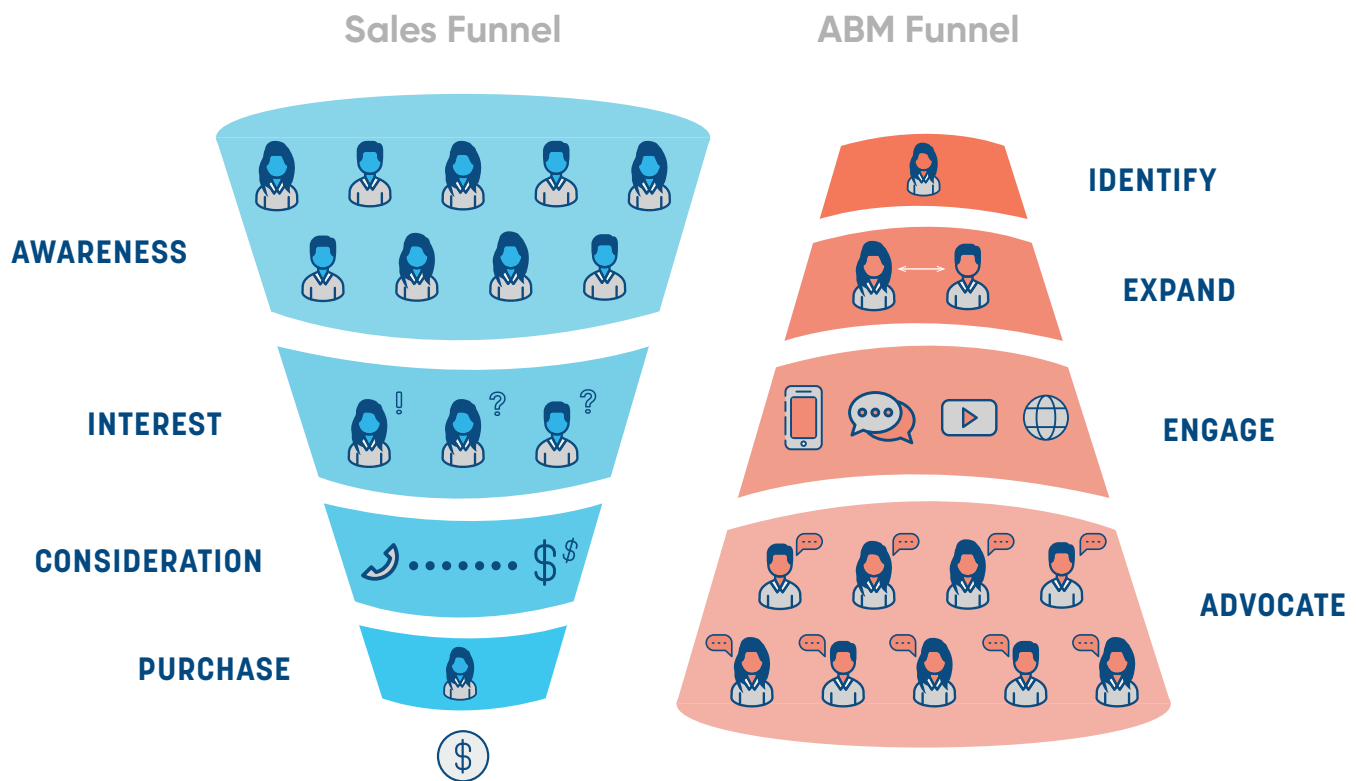 Sales Funnel
ABM Funnel
AWARENESS
INTEREST
CONSIDERATION
PURCHASE
! ? ?
$ $
$
IDENTIFY
EXPAND
ENGAGE
ADVOCATE